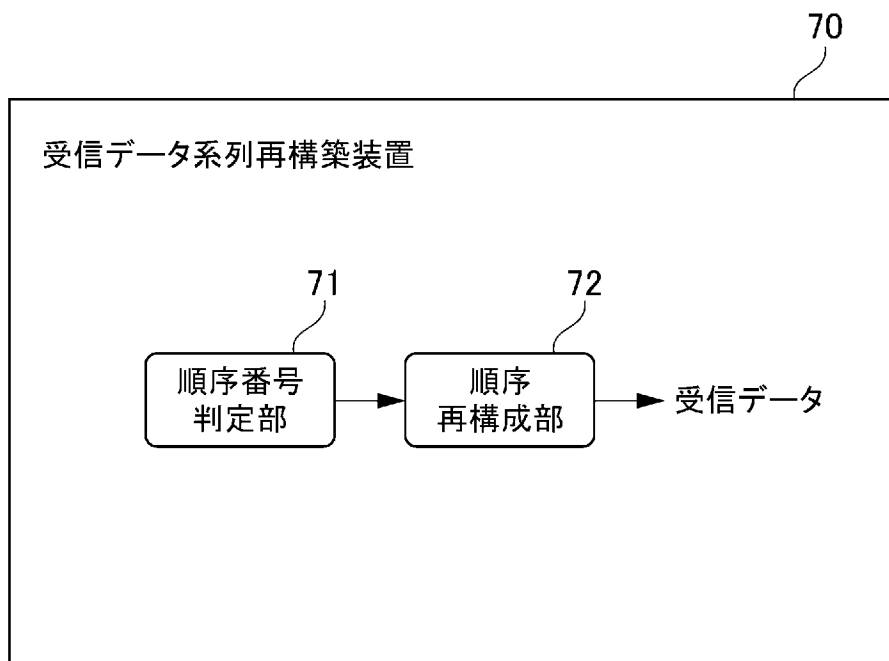 70
受信データ系列再構築装置
71
72
順序番号
判定部
順序
再構成部
受信データ